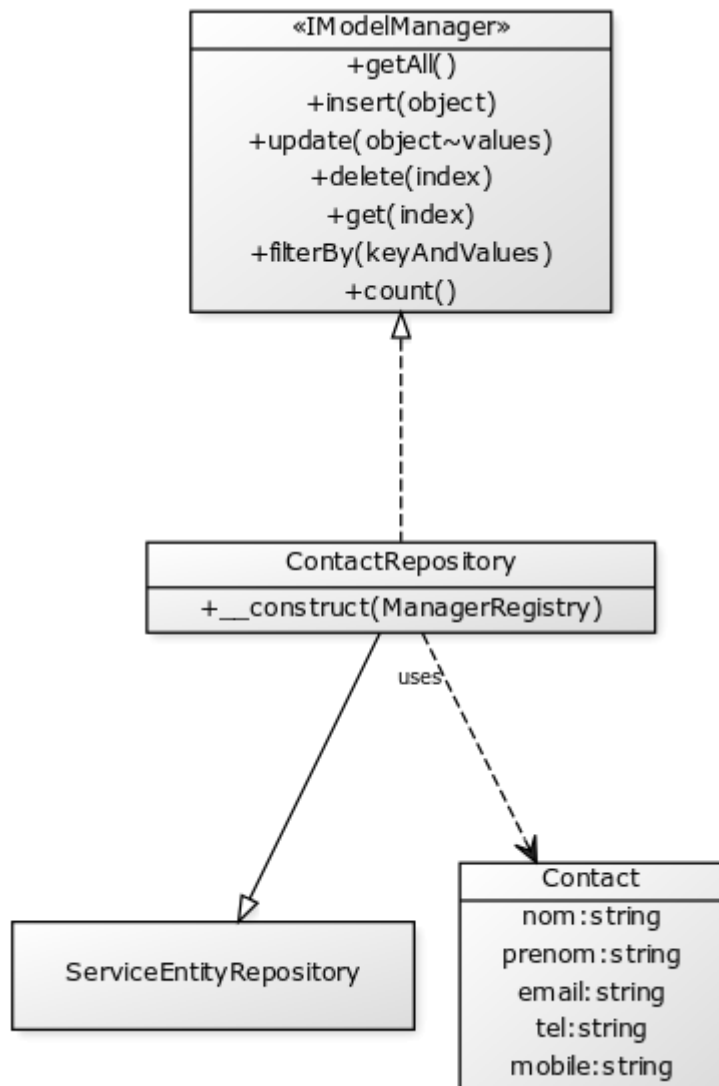 «IModelManager»
+getAll()
+insert(object)
+update(object~values)
+delete(index)
+get(index)
+filterBy(keyAndValues)
+count()
ContactRepository
+__construct(ManagerRegistry)
uses
Contact
nom:string
prenom:string
email:string
tel:string
mobile:string
ServiceEntityRepository